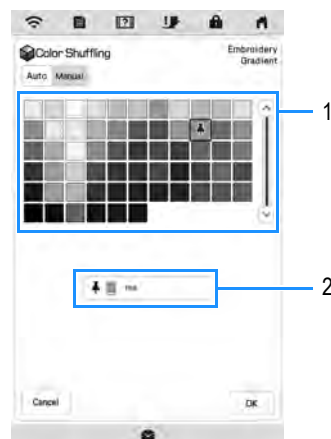 Color Shuffling
Embroidery
Gradient
Auto Manual
1
2
Cancel OK